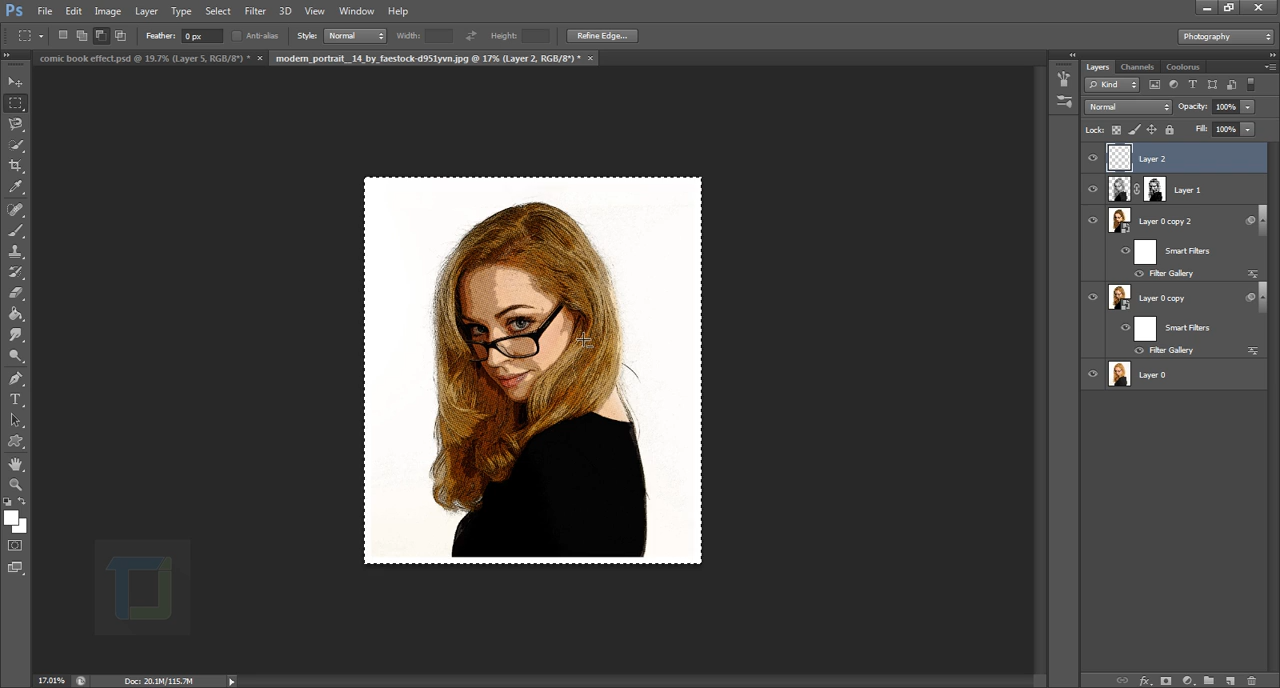 Ps File Edit Image Layer Type Select Filter 3D View Window Help
Feather: 0 px Anti-alias Style: Normal Width: Height: Refine Edge... Photography
comic book effect.psd @ 19.7% (Layer 5, RGB/8*) * × modern_portrait__14_by_faestock-d951yvn.jpg @ 17% (Layer 2, RGB/8*) * ×
Layers Channels Coolorus
Kind
Normal Opacity: 100%
Lock: Fill: 100%
Layer 2
Layer 1
Layer 0 copy 2
Smart Filters
Filter Gallery
Layer 0 copy
Smart Filters
Filter Gallery
Layer 0
17.01% Doc: 20.1M/115.7M